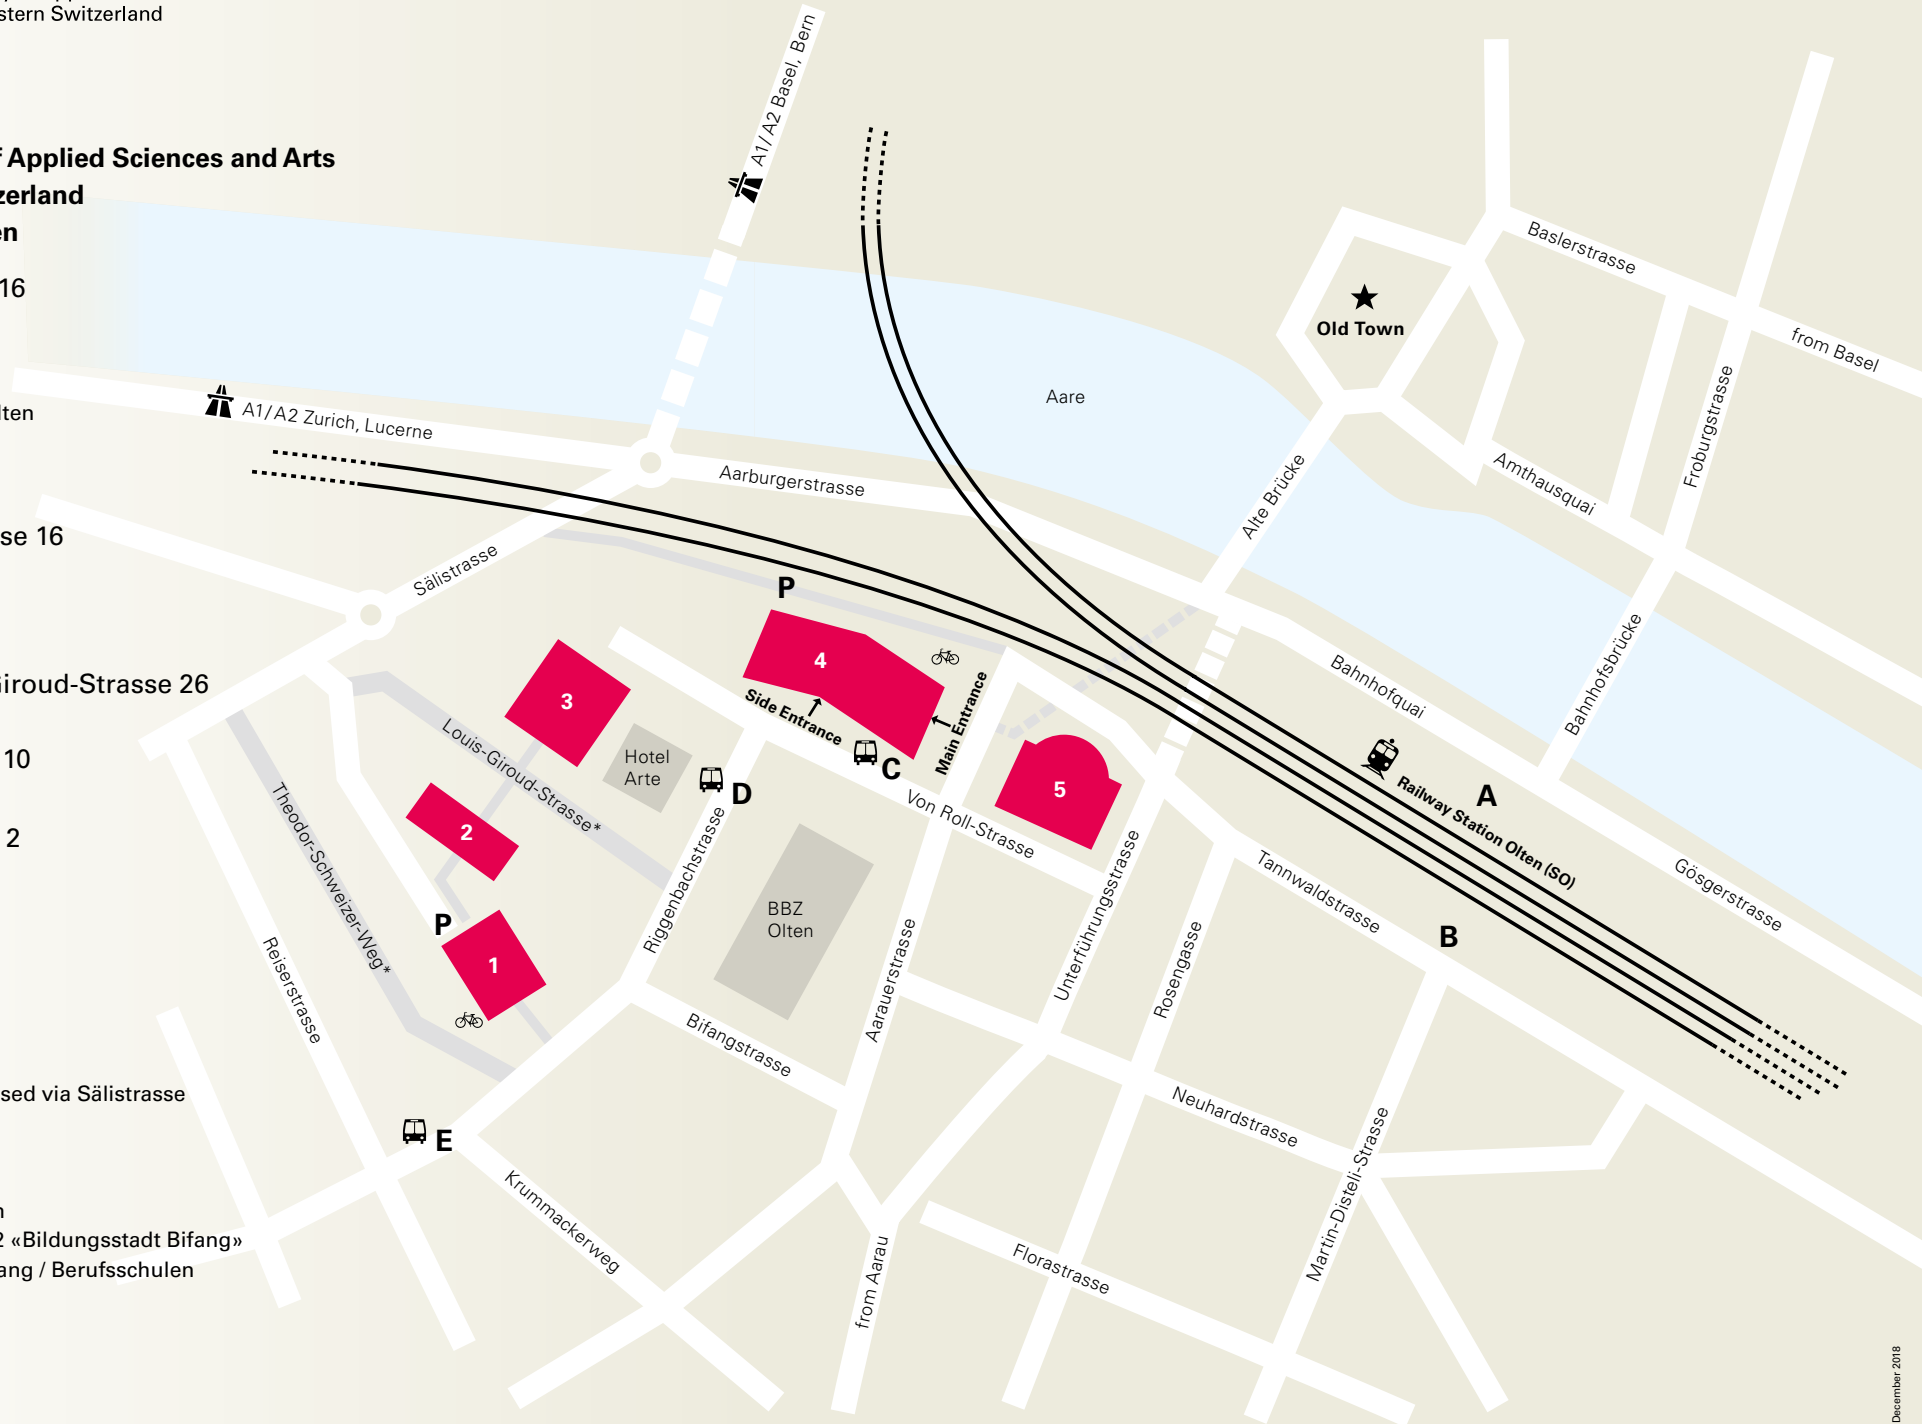 stern Switzerland
f Applied Sciences and Arts
zerland
en
16
lten
se 16
Giroud-Strasse 26
10
2
sed via Sälistrasse
n
2 «Bildungsstadt Bifang»
ang / Berufsschulen
A1/A2 Basel, Bern
Baslerstrasse
from Basel
Old Town
Froburgstrasse
Aare
A1/A2 Zurich, Lucerne
Aarburgerstrasse
Alte Brücke
Amthausquai
Sälistrasse
P
4
Side Entrance
Main Entrance
Bahnhofquai
Bahnhofsbrücke
3
Hotel
Arte
Louis-Giroud-Strasse*
D
C
5
A
Railway Station Olten (SO)
Von Roll-Strasse
Theodor-Schweizer-Weg*
2
Riggenbachstrasse
Unterführungsstrasse
Tannwaldstrasse
Gösgerstrasse
P
1
BBZ
Olten
Aarauerstrasse
Rosengasse
B
Reiserstrasse
Bifangstrasse
Neuhardstrasse
Martin-Disteli-Strasse
E
Krummackerweg
from Aarau
Florastrasse
December 2018